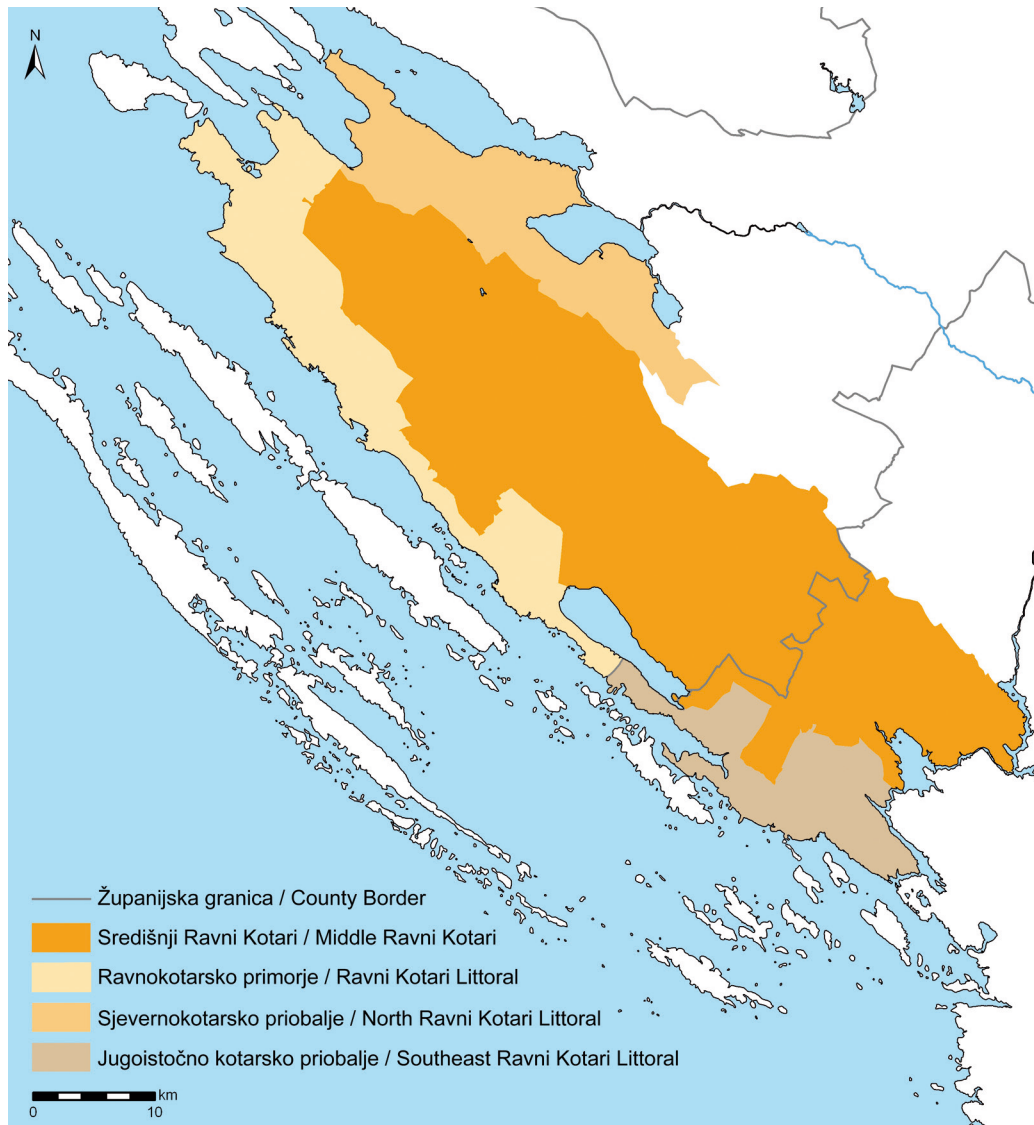 N
Županijska granica / County Border
Središnji Ravni Kotari / Middle Ravni Kotari
Ravnokotarsko primorje / Ravni Kotari Littoral
Sjevernokotarsko priobalje / North Ravni Kotari Littoral
Jugoistočno kotarsko priobalje / Southeast Ravni Kotari Littoral
km
0 10